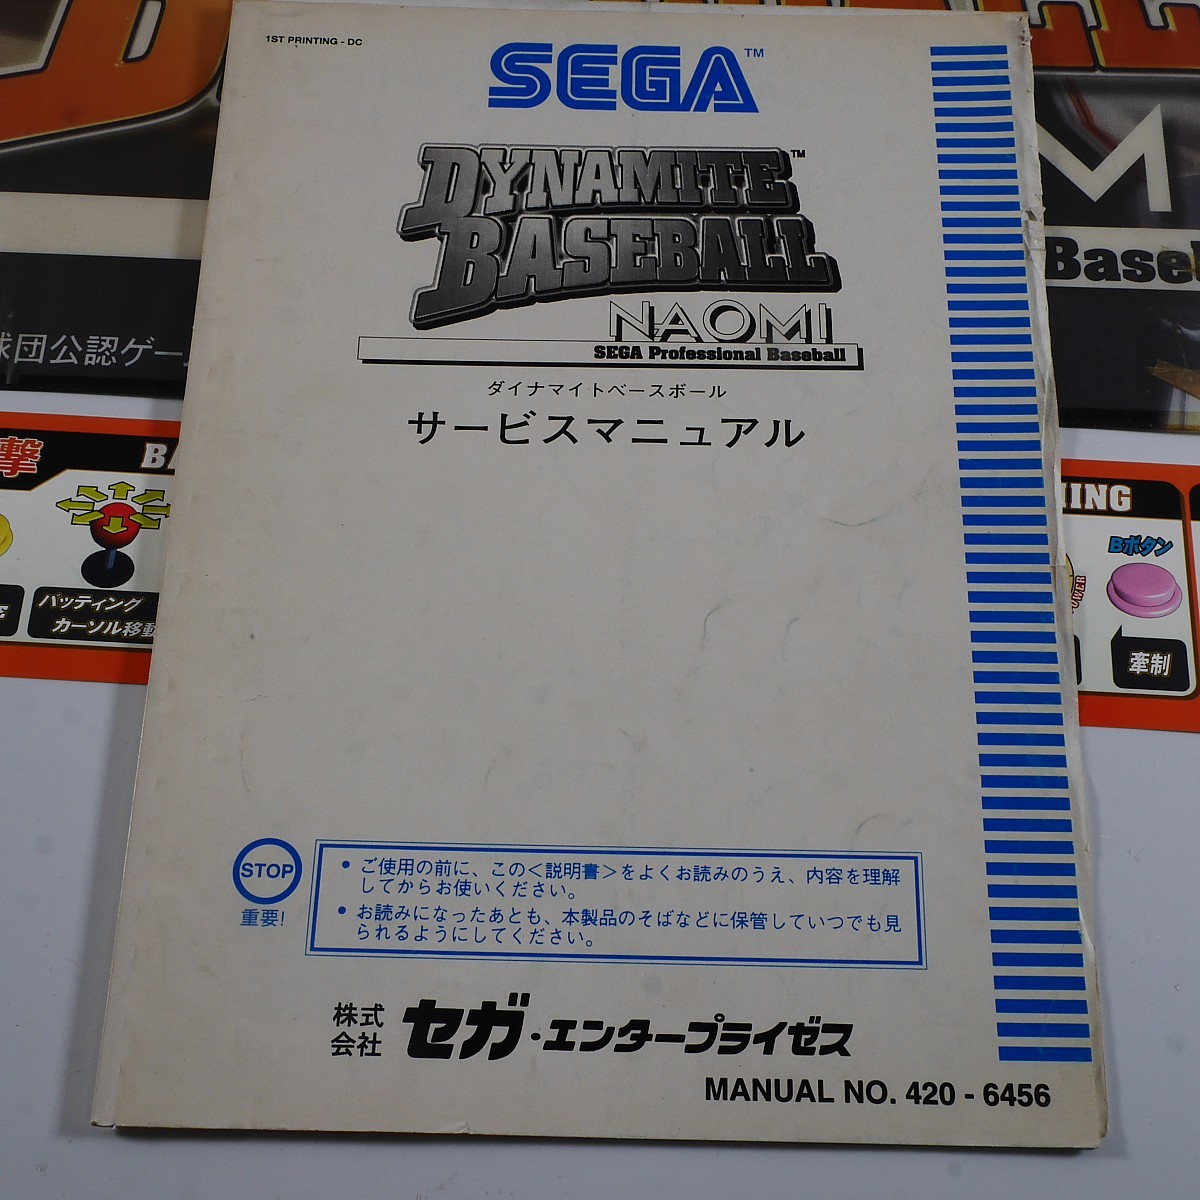 1ST PRINTING - DC
SEGA™
DYNAMITE™
BASEBALL
NAOMI
SEGA Professional Baseball
ダイナマイトベースボール
サービスマニュアル
STOP
重要!
• ご使用の前に、この<説明書>をよくお読みのうえ、内容を理解
してからお使いください。
• お読みになったあとも、本製品のそばなどに保管していつでも見
られるようにしてください。
株式
会社
セガ・エンタープライゼス
MANUAL NO. 420 - 6456
球団公認ゲー
撃
BA
バッティング
カーソル移動
M
Base
NING
Bボタン
POWER
牽制